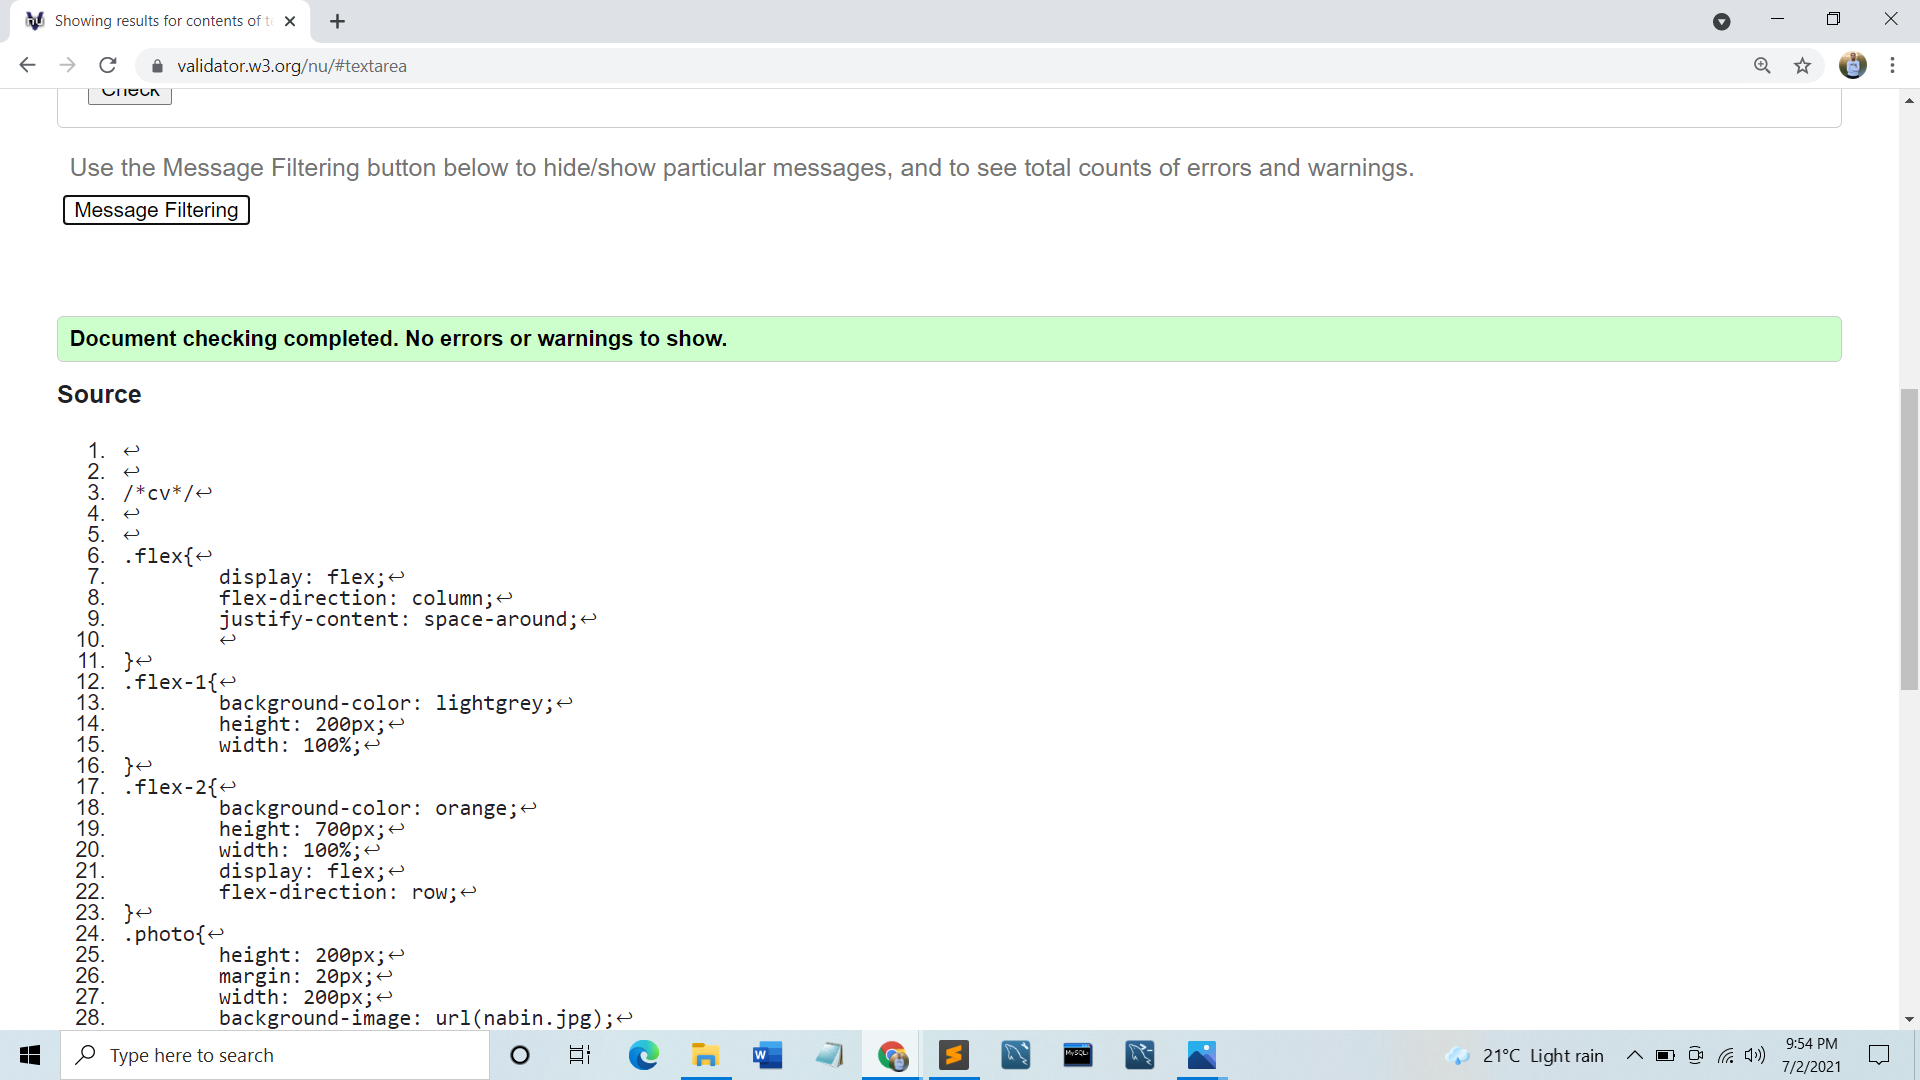 Showing results for contents of te
validator.w3.org/nu/#textarea
Check
Use the Message Filtering button below to hide/show particular messages, and to see total counts of errors and warnings.
Message Filtering
Document checking completed. No errors or warnings to show.
Source
1. ↩
2. ↩
3. /*cv*/↩
4. ↩
5. ↩
6. .flex{↩
7. display: flex;↩
8. flex-direction: column;↩
9. justify-content: space-around;↩
10. ↩
11. }↩
12. .flex-1{↩
13. background-color: lightgrey;↩
14. height: 200px;↩
15. width: 100%;↩
16. }↩
17. .flex-2{↩
18. background-color: orange;↩
19. height: 700px;↩
20. width: 100%;↩
21. display: flex;↩
22. flex-direction: row;↩
23. }↩
24. .photo{↩
25. height: 200px;↩
26. margin: 20px;↩
27. width: 200px;↩
28. background-image: url(nabin.jpg);↩
Type here to search
W
MySQL
21°C Light rain
9:54 PM
7/2/2021